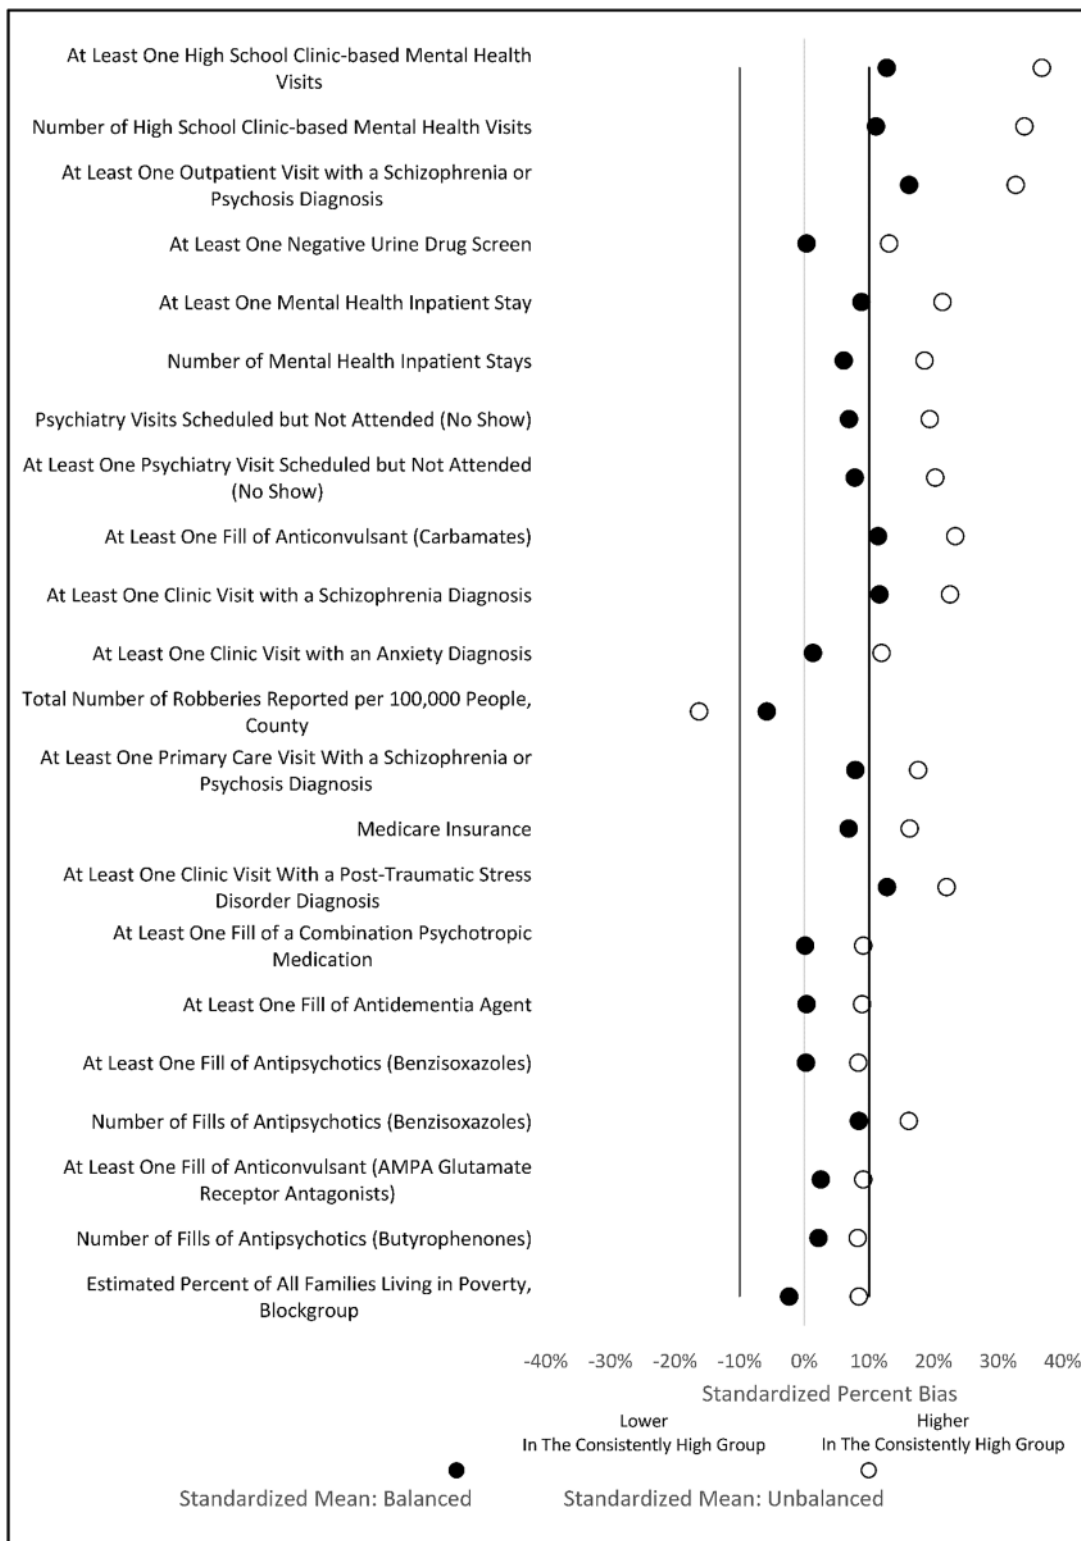 At Least One High School Clinic-based Mental Health
Visits
Number of High School Clinic-based Mental Health Visits
At Least One Outpatient Visit with a Schizophrenia or
Psychosis Diagnosis
At Least One Negative Urine Drug Screen
At Least One Mental Health Inpatient Stay
Number of Mental Health Inpatient Stays
Psychiatry Visits Scheduled but Not Attended (No Show)
At Least One Psychiatry Visit Scheduled but Not Attended
(No Show)
At Least One Fill of Anticonvulsant (Carbamates)
At Least One Clinic Visit with a Schizophrenia Diagnosis
At Least One Clinic Visit with an Anxiety Diagnosis
Total Number of Robberies Reported per 100,000 People,
County
At Least One Primary Care Visit With a Schizophrenia or
Psychosis Diagnosis
Medicare Insurance
At Least One Clinic Visit With a Post-Traumatic Stress
Disorder Diagnosis
At Least One Fill of a Combination Psychotropic
Medication
At Least One Fill of Antidementia Agent
At Least One Fill of Antipsychotics (Benzisoxazoles)
Number of Fills of Antipsychotics (Benzisoxazoles)
At Least One Fill of Anticonvulsant (AMPA Glutamate
Receptor Antagonists)
Number of Fills of Antipsychotics (Butyrophenones)
Estimated Percent of All Families Living in Poverty,
Blockgroup
-40% -30% -20% -10% 0% 10% 20% 30% 40%
Standardized Percent Bias
Lower Higher
In The Consistently High Group In The Consistently High Group
Standardized Mean: Balanced Standardized Mean: Unbalanced